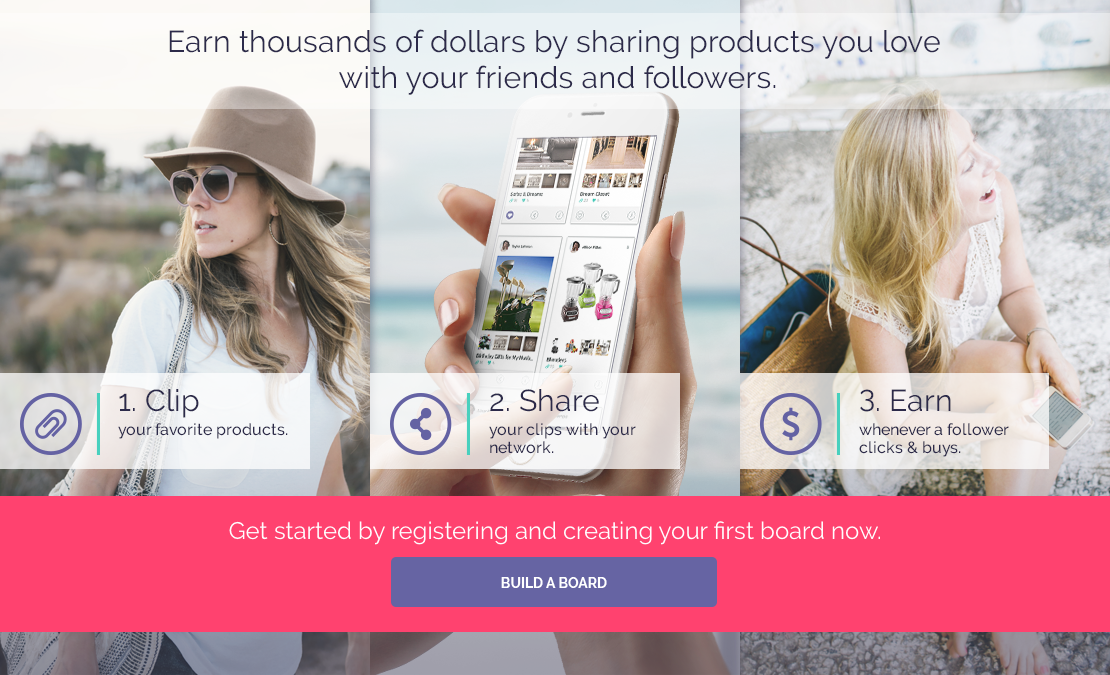 Earn thousands of dollars by sharing products you love
with your friends and followers.
Dream Closet
1. Clip
your favorite products.
2. Share
your clips with your
network.
3. Earn
whenever a follower
clicks & buys.
Blenders
Get started by registering and creating your first board now.
BUILD A BOARD